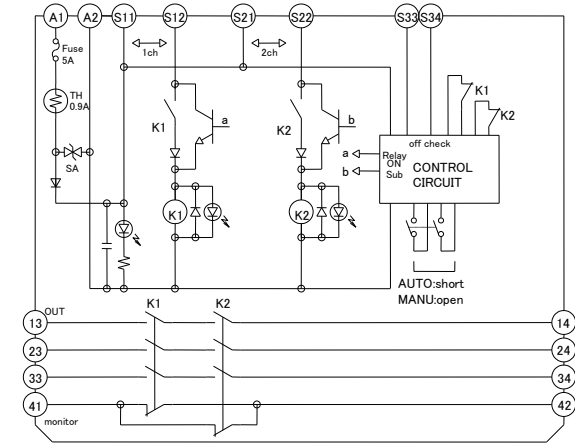 A1 A2 S11 S12 S21 S22 S33 S34
Fuse
5A
1ch
2ch
TH
0.9A
K1
K2
K1
a
K2
b
SA
off check
a
Relay
ON
b
Sub
CONTROL
CIRCUIT
K1
K2
AUTO:short
MANU:open
OUT
K1
K2
13
14
23
24
33
34
41
42
monitor